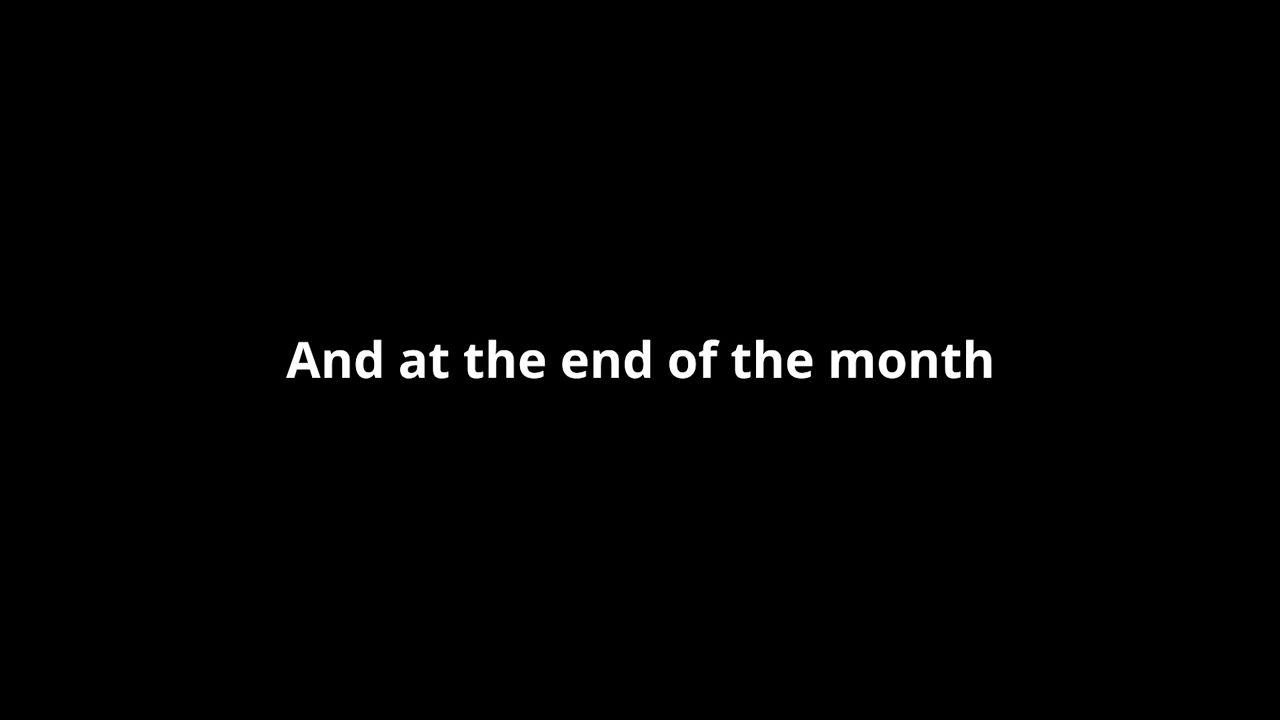 And at the end of the month